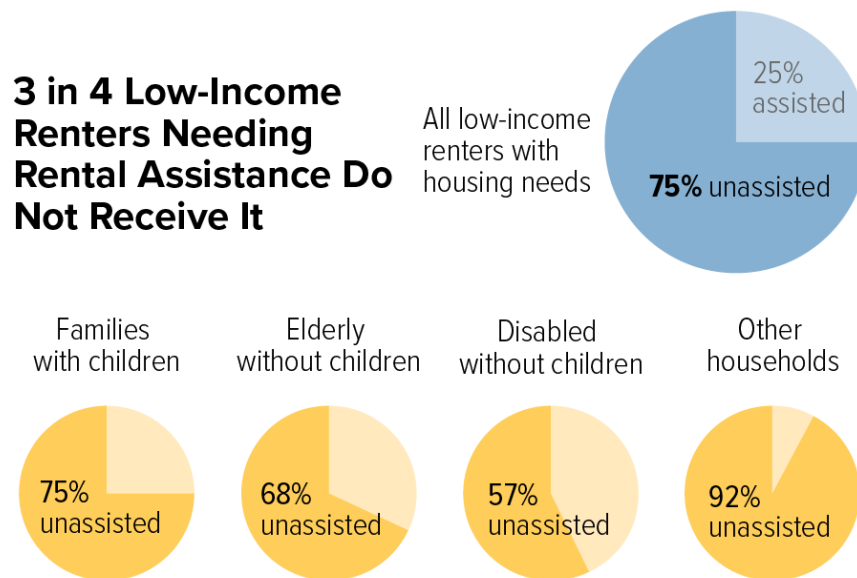 3 in 4 Low-Income
Renters Needing
Rental Assistance Do
Not Receive It
All low-income
renters with
housing needs
25%
assisted
75% unassisted
Families
with children
75%
unassisted
Elderly
without children
68%
unassisted
Disabled
without children
57%
unassisted
Other
households
92%
unassisted